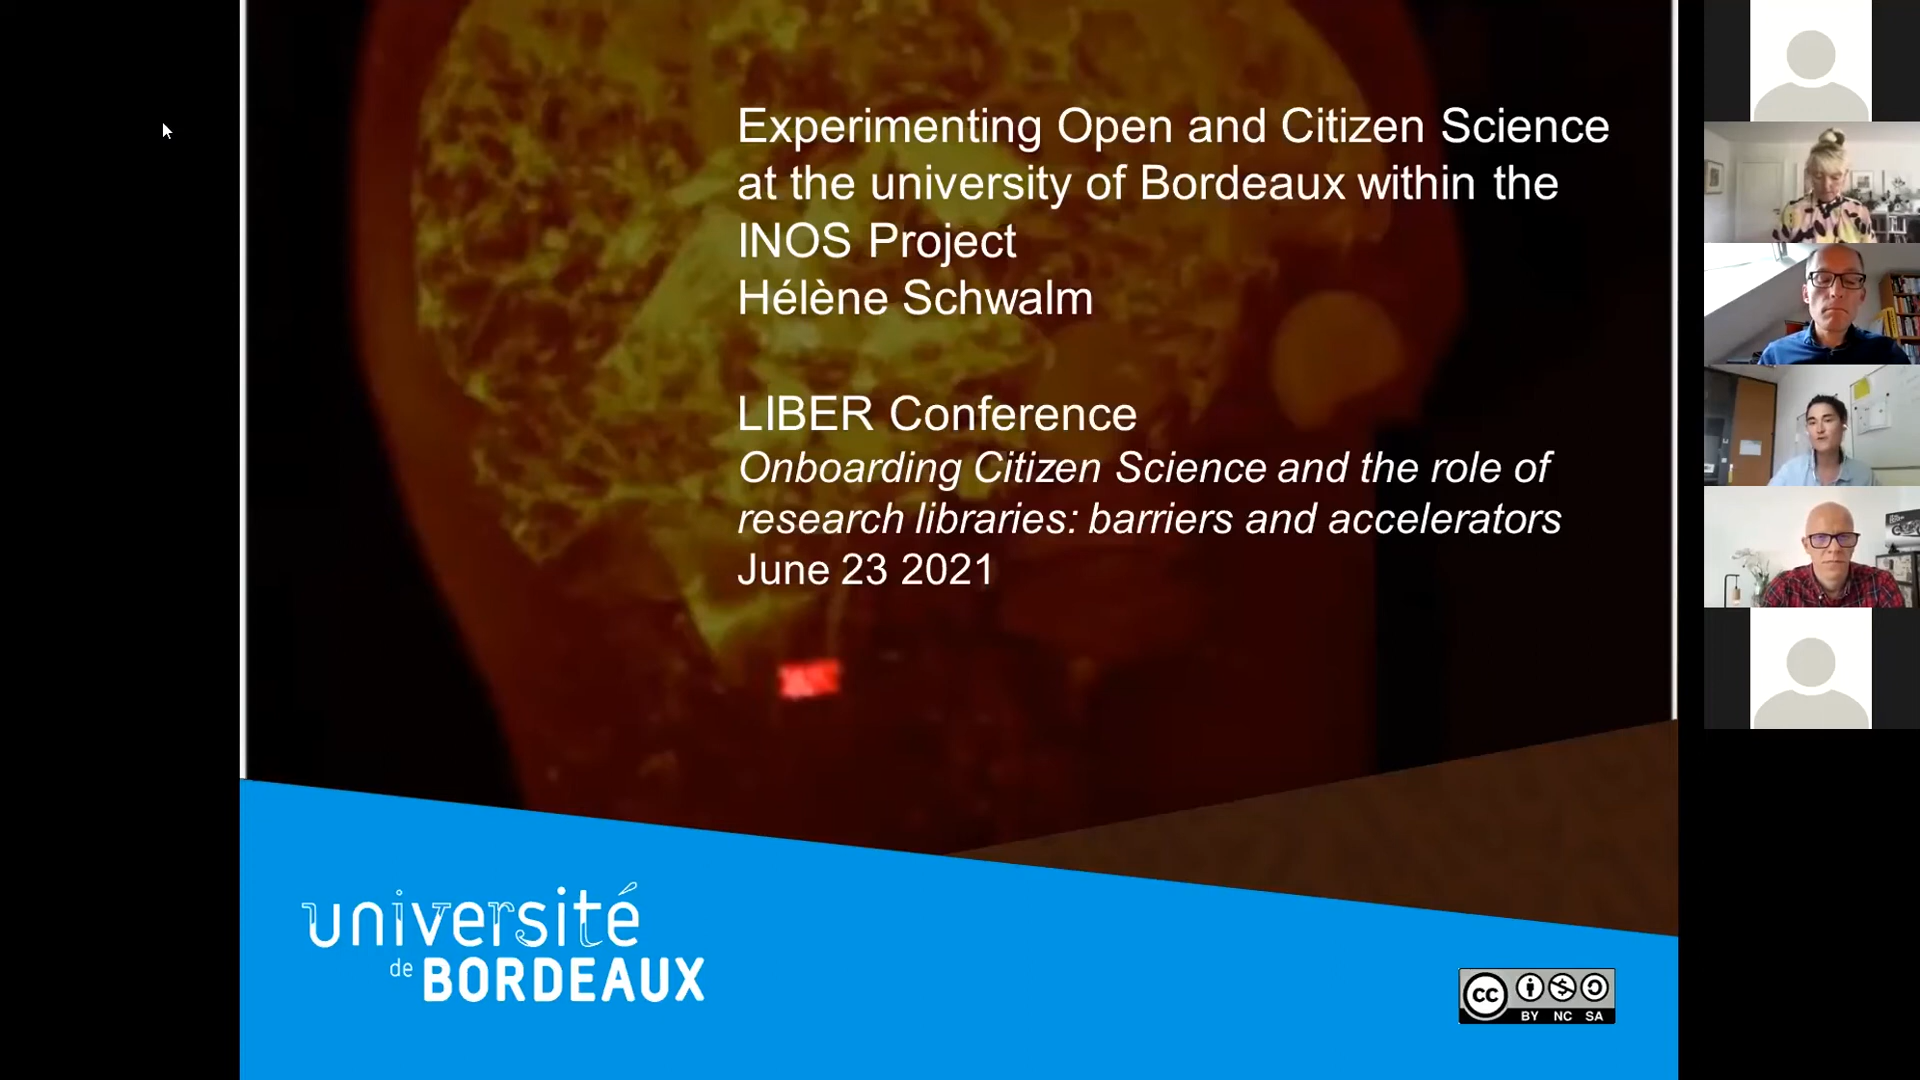 Experimenting Open and Citizen Science
at the university of Bordeaux within the
INOS Project
Hélène Schwalm
LIBER Conference
Onboarding Citizen Science and the role of
research libraries: barriers and accelerators
June 23 2021
université
de BORDEAUX
cc
BY NC SA